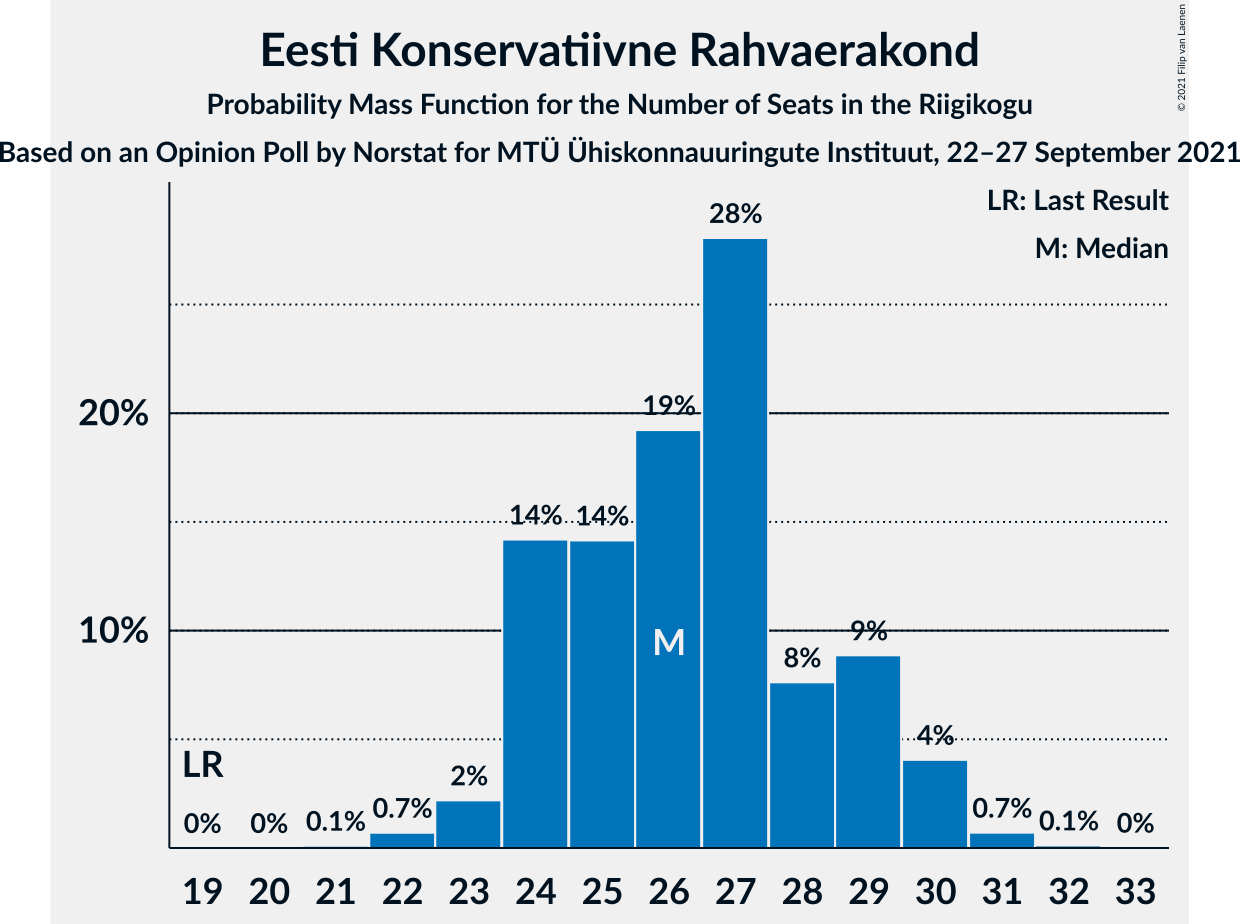 Eesti Konservatiivne Rahvaerakond
Probability Mass Function for the Number of Seats in the Riigikogu
Based on an Opinion Poll by Norstat for MTÜ Ühiskonnauuringute Instituut, 22–27 September 2021
© 2021 Filip van Laenen
LR: Last Result
M: Median
28%
20%
19%
14%
14%
10%
M
9%
8%
4%
LR
2%
0%
0%
0.1%
0.7%
0.7%
0.1%
0%
19 20 21 22 23 24 25 26 27 28 29 30 31 32 33